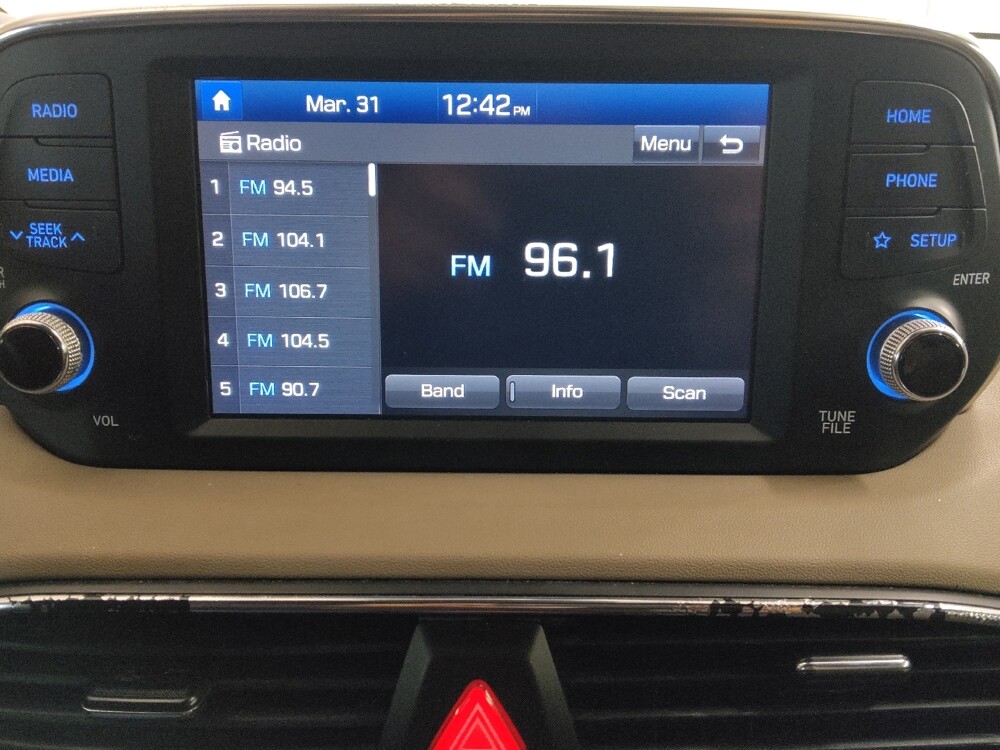 RADIO
MEDIA
SEEK
TRACK
VOL
Mar. 31 12:42 PM
Radio Menu
1 FM 94.5
2 FM 104.1
3 FM 106.7
4 FM 104.5
5 FM 90.7
FM 96.1
Band Info Scan
HOME
PHONE
SETUP
ENTER
TUNE
FILE